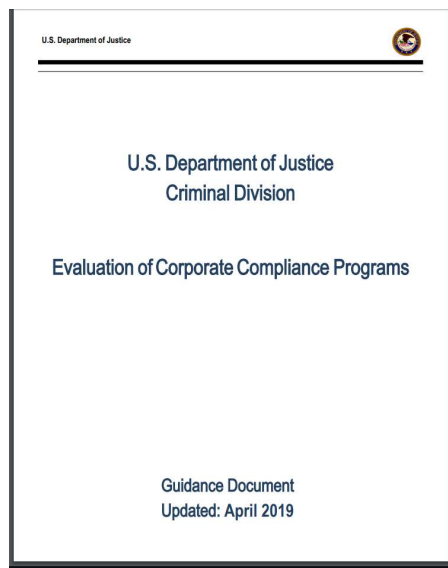 U.S. Department of Justice
U.S. Department of Justice
Criminal Division
Evaluation of Corporate Compliance Programs
Guidance Document
Updated: April 2019